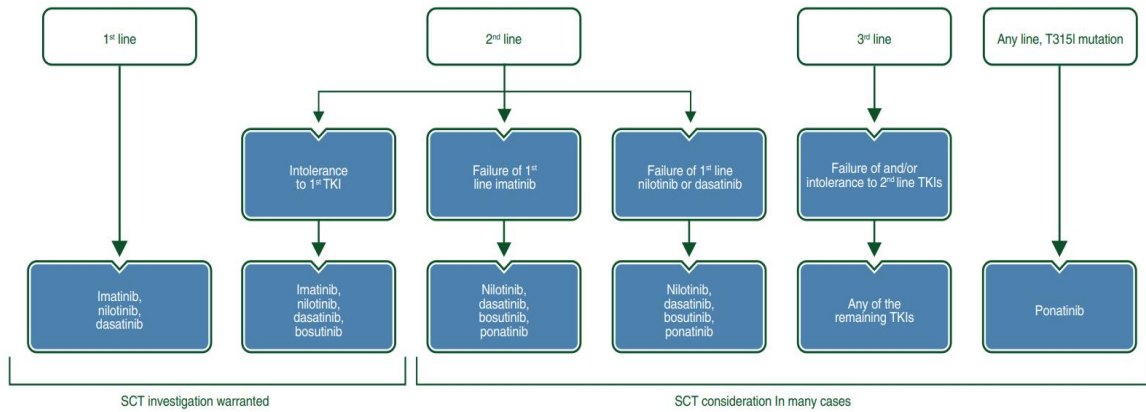 1st line
2nd line
3rd line
Any line, T315I mutation
Intolerance
to 1st TKI
Failure of 1st
line imatinib
Failure of 1st line
nilotinib or dasatinib
Failure of and/or
intolerance to 2nd line TKIs
Imatinib,
nilotinib,
dasatinib
Imatinib,
nilotinib,
dasatinib,
bosutinib
Nilotinib,
dasatinib,
bosutinib,
ponatinib
Nilotinib,
dasatinib,
bosutinib,
ponatinib
Any of the
remaining TKIs
Ponatinib
SCT investigation warranted
SCT consideration In many cases